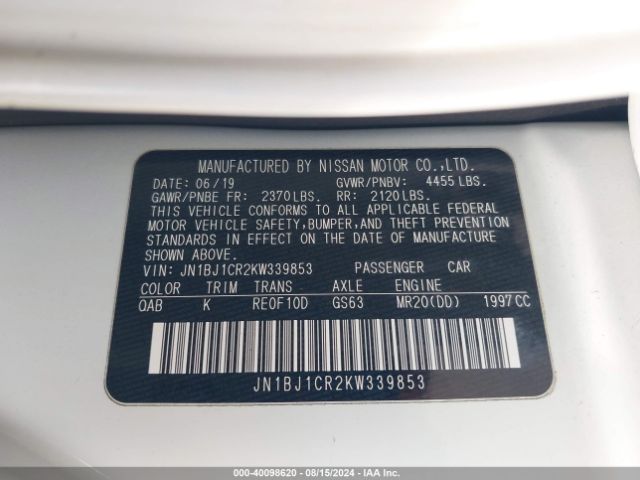 MANUFACTURED BY NISSAN MOTOR CO.,LTD.
DATE: 06/19 GVWR/PNBV: 4455 LBS.
GAWR/PNBE FR: 2370 LBS. RR: 2120 LBS.
THIS VEHICLE CONFORMS TO ALL APPLICABLE FEDERAL
MOTOR VEHICLE SAFETY, BUMPER, AND THEFT PREVENTION
STANDARDS IN EFFECT ON THE DATE OF MANUFACTURE
SHOWN ABOVE.
VIN: JN1BJ1CR2KW339853 PASSENGER CAR
COLOR TRIM TRANS AXLE ENGINE
QAB K RE0F10D GS63 MR20(DD) 1997 CC
JN1BJ1CR2KW339853
000-40098620 - 08/15/2024 - IAA, Inc.